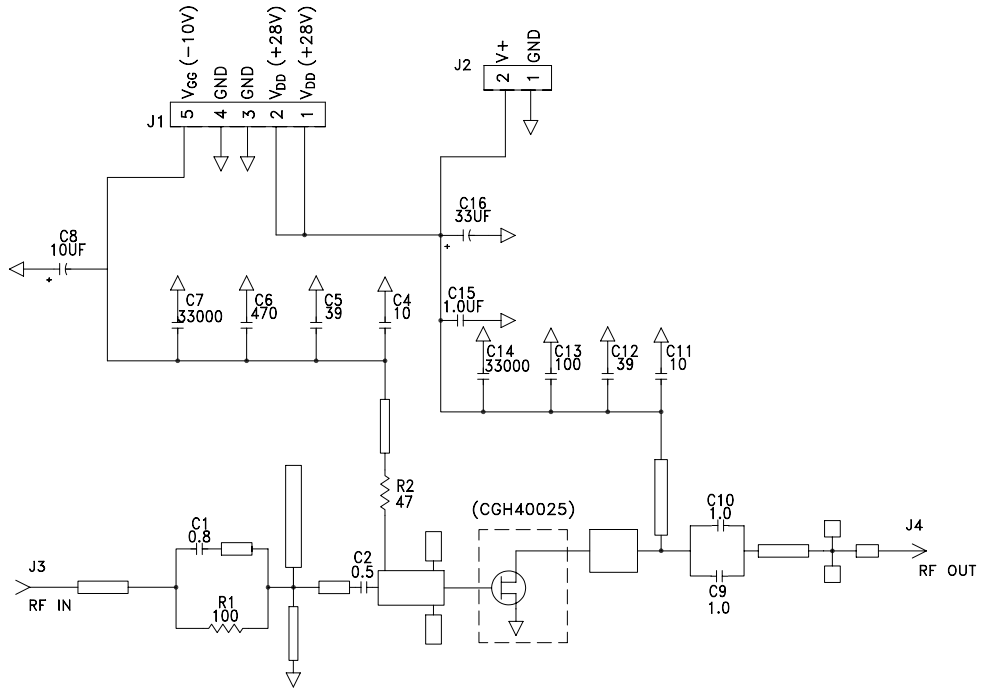 VGG (-10V)
GND
GND
VDD (+28V)
VDD (+28V)
J1
5
4
3
2
1
J2
V+
GND
2
1
C8
10UF
+
C16
33UF
+
C15
1.0UF
C7
33000
C6
470
C5
39
C4
10
C14
33000
C13
100
C12
39
C11
10
R2
47
(CGH40025)
C1
0.8
R1
100
C2
0.5
J3
RF IN
C10
1.0
C9
1.0
J4
RF OUT